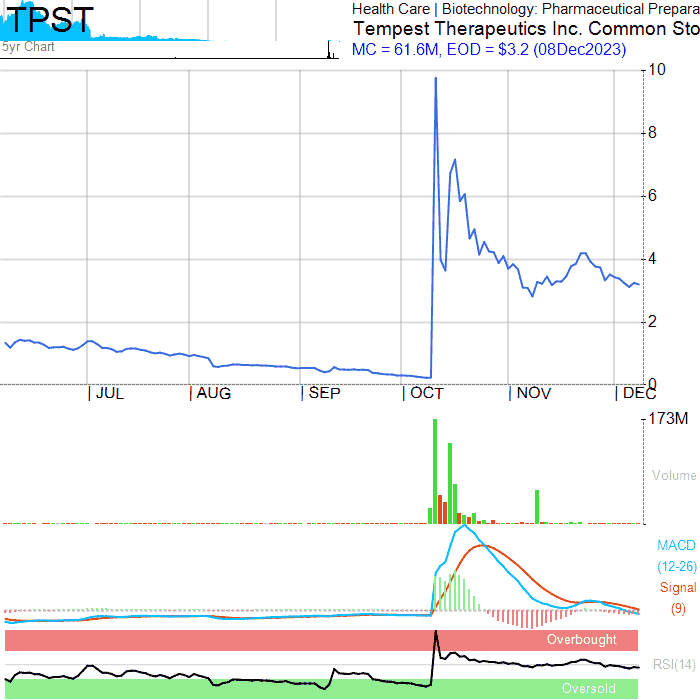 TPST
5yr Chart
Health Care | Biotechnology: Pharmaceutical Prepara
Tempest Therapeutics Inc. Common Sto
MC = 61.6M, EOD = $3.2 (08Dec2023)
10
8
6
4
2
0
JUL AUG SEP OCT NOV DEC
173M
Volume
MACD
(12-26)
Signal
(9)
Overbought
RSI(14)
Oversold